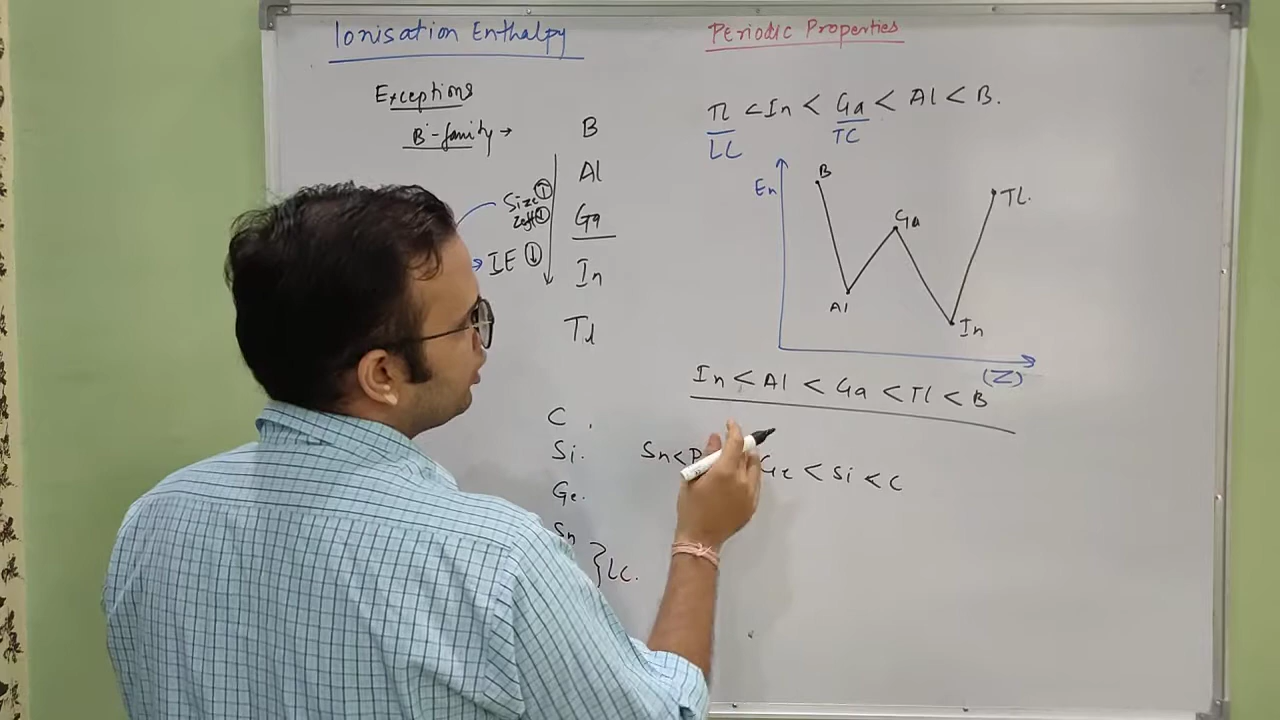 Ionisation Enthalpy
Periodic Properties
Exceptions
B-family →
B
Al
Ga
In
Tl
Size ↑
Zeff ↓
IE ↓
C .
Si.
Ge.
Sn
} LC.
Tl < In < Ga < Al < B.
LC TC
En
B
Al
Ga
In
Tl.
(Z)
In < Al < Ga < Tl < B
Sn < Ge < Si < C